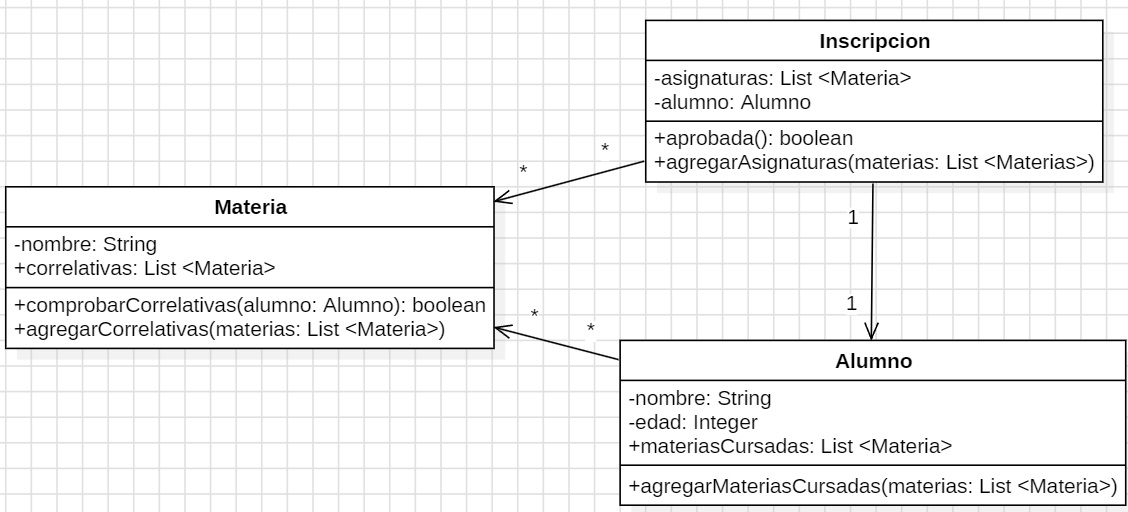 Inscripcion
-asignaturas: List <Materia>
-alumno: Alumno
+aprobada(): boolean
+agregarAsignaturas(materias: List <Materias>)
*
*
Materia
-nombre: String
+correlativas: List <Materia>
+comprobarCorrelativas(alumno: Alumno): boolean
+agregarCorrelativas(materias: List <Materia>)
1
1
*
*
Alumno
-nombre: String
-edad: Integer
+materiasCursadas: List <Materia>
+agregarMateriasCursadas(materias: List <Materia>)